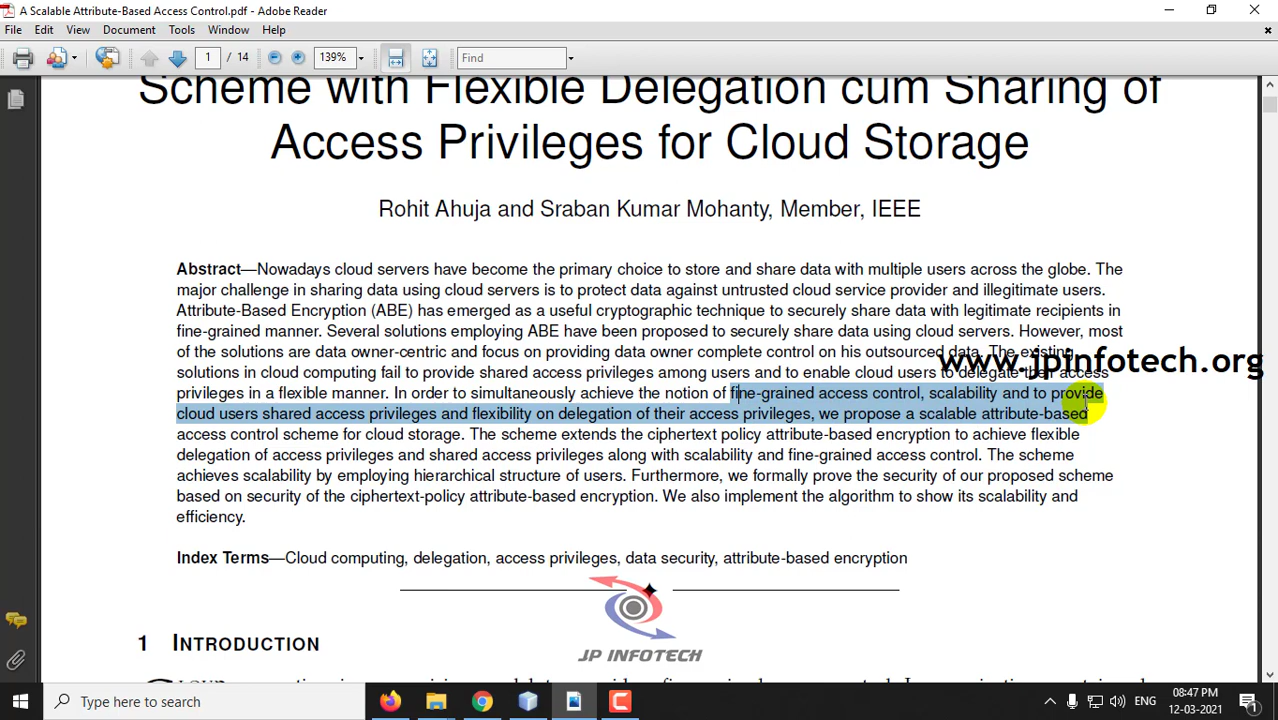 A Scalable Attribute-Based Access Control.pdf - Adobe Reader
File Edit View Document Tools Window Help
1 / 14 139% Find
Scheme with Flexible Delegation cum Sharing of
Access Privileges for Cloud Storage
Rohit Ahuja and Sraban Kumar Mohanty, Member, IEEE
Abstract—Nowadays cloud servers have become the primary choice to store and share data with multiple users across the globe. The
major challenge in sharing data using cloud servers is to protect data against untrusted cloud service provider and illegitimate users.
Attribute-Based Encryption (ABE) has emerged as a useful cryptographic technique to securely share data with legitimate recipients in
fine-grained manner. Several solutions employing ABE have been proposed to securely share data using cloud servers. However, most
of the solutions are data owner-centric and focus on providing data owner complete control on his outsourced data. The existing
www.jpinfotech.org
solutions in cloud computing fail to provide shared access privileges among users and to enable cloud users to delegate their access
privileges in a flexible manner. In order to simultaneously achieve the notion of fine-grained access control, scalability and to provide
cloud users shared access privileges and flexibility on delegation of their access privileges, we propose a scalable attribute-based
access control scheme for cloud storage. The scheme extends the ciphertext policy attribute-based encryption to achieve flexible
delegation of access privileges and shared access privileges along with scalability and fine-grained access control. The scheme
achieves scalability by employing hierarchical structure of users. Furthermore, we formally prove the security of our proposed scheme
based on security of the ciphertext-policy attribute-based encryption. We also implement the algorithm to show its scalability and
efficiency.
Index Terms—Cloud computing, delegation, access privileges, data security, attribute-based encryption
JP INFOTECH
1 INTRODUCTION
Type here to search
ENG
08:47 PM
12-03-2021
1